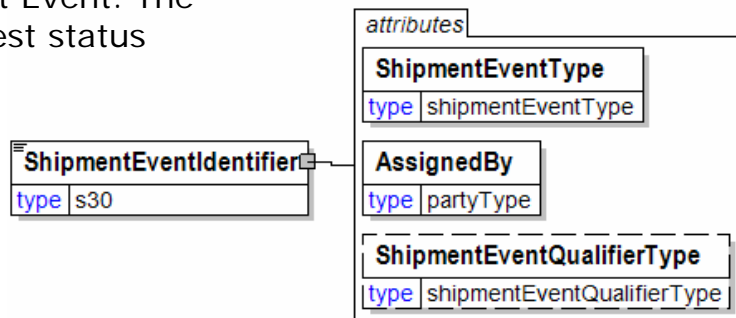 t Event. The
est status
attributes
ShipmentEventType
type shipmentEventType
ShipmentEventIdentifier
type s30
AssignedBy
type partyType
ShipmentEventQualifierType
type shipmentEventQualifierType